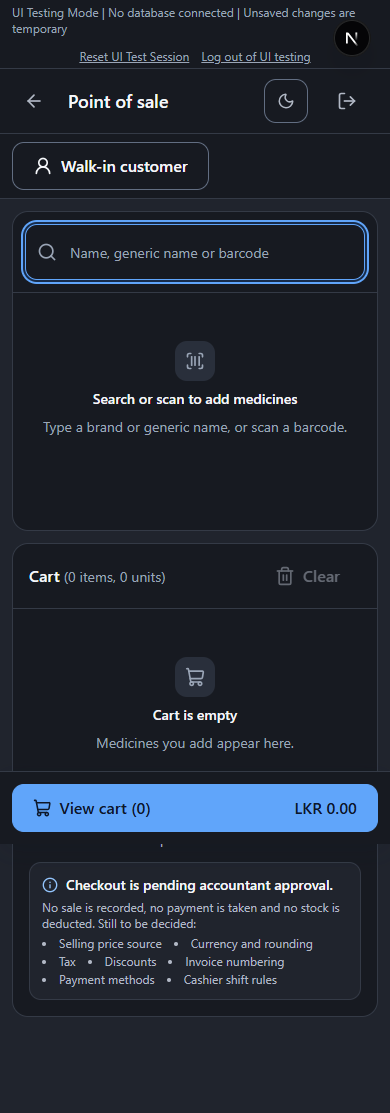 UI Testing Mode | No database connected | Unsaved changes are
temporary
N
Reset UI Test Session Log out of UI testing
Point of sale
Walk-in customer
Name, generic name or barcode
Search or scan to add medicines
Type a brand or generic name, or scan a barcode.
Cart (0 items, 0 units) Clear
Cart is empty
Medicines you add appear here.
View cart (0) LKR 0.00
Checkout is pending accountant approval.
No sale is recorded, no payment is taken and no stock is
deducted. Still to be decided:
• Selling price source • Currency and rounding
• Tax • Discounts • Invoice numbering
• Payment methods • Cashier shift rules